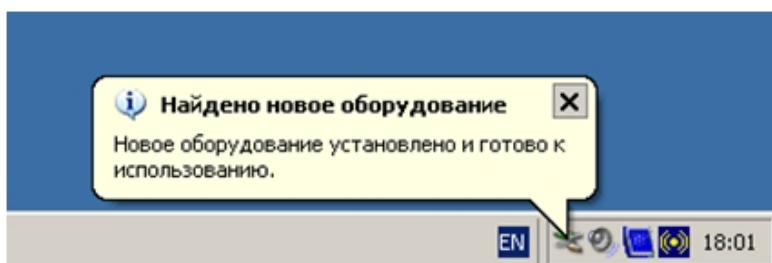 Найдено новое оборудование
Новое оборудование установлено и готово к
использованию.
EN 18:01